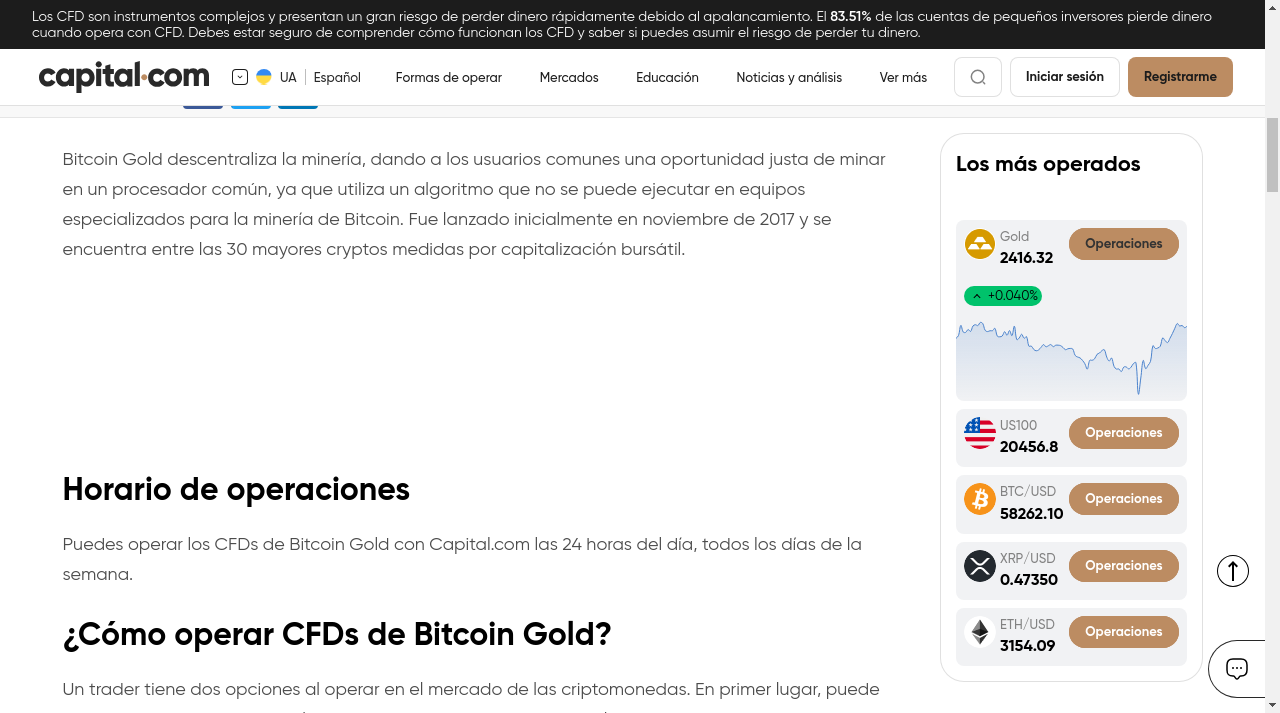 Los CFD son instrumentos complejos y presentan un gran riesgo de perder dinero rápidamente debido al apalancamiento. El 83.51% de las cuentas de pequeños inversores pierde dinero
cuando opera con CFD. Debes estar seguro de comprender cómo funcionan los CFD y saber si puedes asumir el riesgo de perder tu dinero.
capital.com
UA
Español
Formas de operar
Mercados
Educación
Noticias y análisis
Ver más
Iniciar sesión
Registrarme
Bitcoin Gold descentraliza la minería, dando a los usuarios comunes una oportunidad justa de minar
en un procesador común, ya que utiliza un algoritmo que no se puede ejecutar en equipos
especializados para la minería de Bitcoin. Fue lanzado inicialmente en noviembre de 2017 y se
encuentra entre las 30 mayores cryptos medidas por capitalización bursátil.
Horario de operaciones
Puedes operar los CFDs de Bitcoin Gold con Capital.com las 24 horas del día, todos los días de la
semana.
¿Cómo operar CFDs de Bitcoin Gold?
Un trader tiene dos opciones al operar en el mercado de las criptomonedas. En primer lugar, puede
Los más operados
Gold
2416.32
Operaciones
+0.040%
US100
20456.8
Operaciones
BTC/USD
58262.10
Operaciones
XRP/USD
0.47350
Operaciones
ETH/USD
3154.09
Operaciones